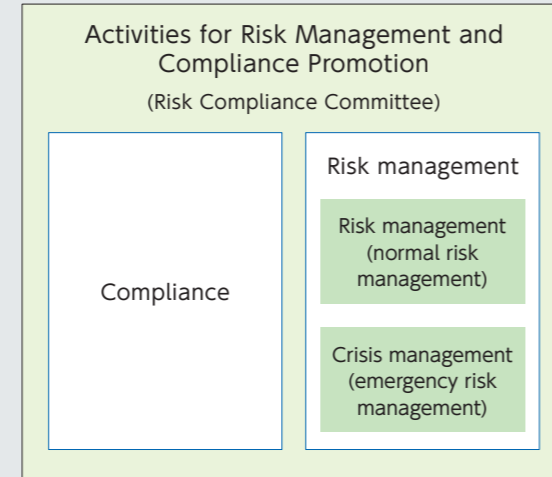 Activities for Risk Management and
Compliance Promotion
(Risk Compliance Committee)
Compliance
Risk management
Risk management
(normal risk
management)
Crisis management
(emergency risk
management)